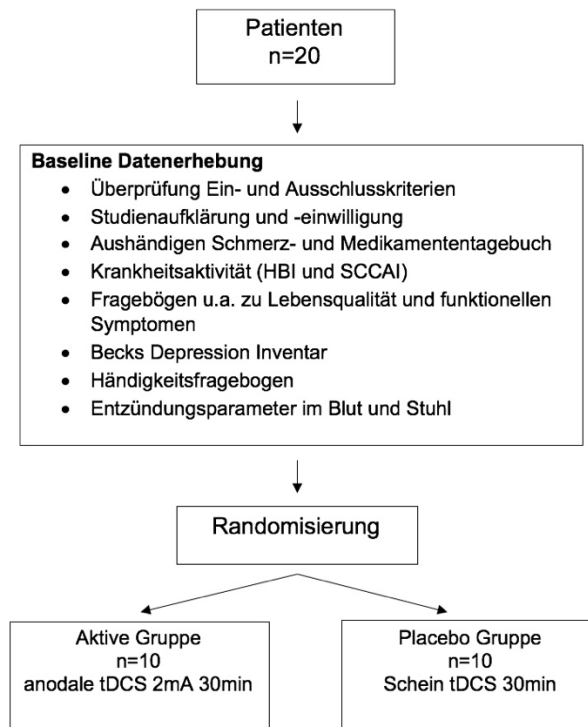 Patienten
n=20
Baseline Datenerhebung
• Überprüfung Ein- und Ausschlusskriterien
• Studienaufklärung und -einwilligung
• Aushändigen Schmerz- und Medikamententagebuch
• Krankheitsaktivität (HBI und SCCAI)
• Fragebögen u.a. zu Lebensqualität und funktionellen
Symptomen
• Becks Depression Inventar
• Händigkeitsfragebogen
• Entzündungsparameter im Blut und Stuhl
Randomisierung
Aktive Gruppe
n=10
anodale tDCS 2mA 30min
Placebo Gruppe
n=10
Schein tDCS 30min